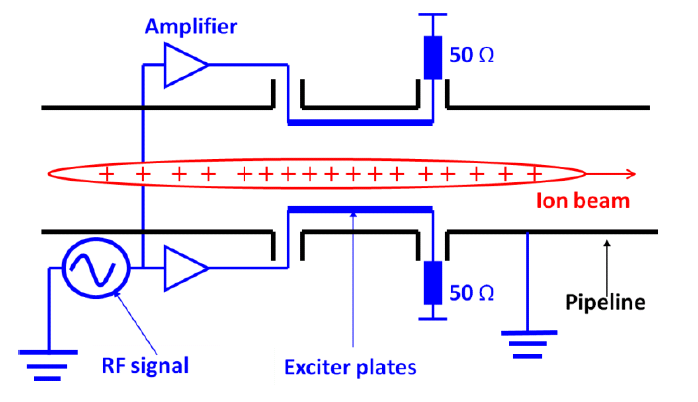 Amplifier
50 Ω
+ + + + + + + + + + + + + + + +
Ion beam
50 Ω
Pipeline
RF signal
Exciter plates